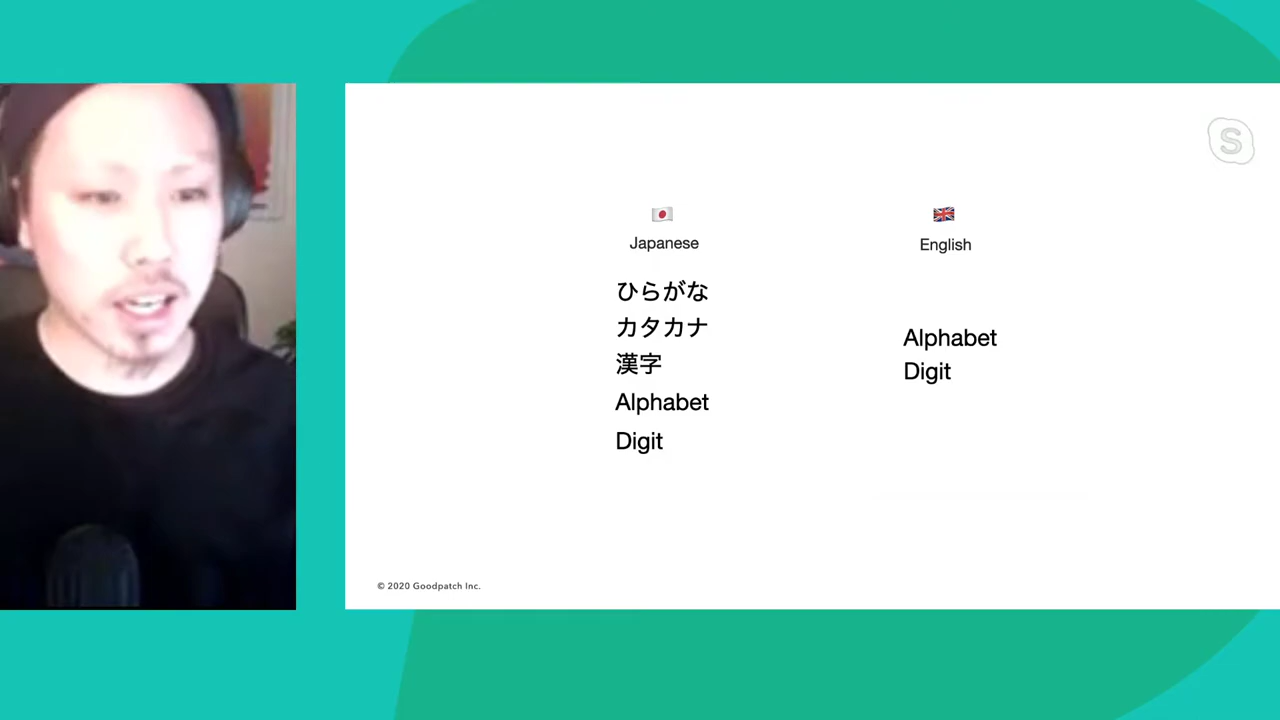 Japanese
ひらがな
カタカナ
漢字
Alphabet
Digit
English
Alphabet
Digit
S
© 2020 Goodpatch Inc.